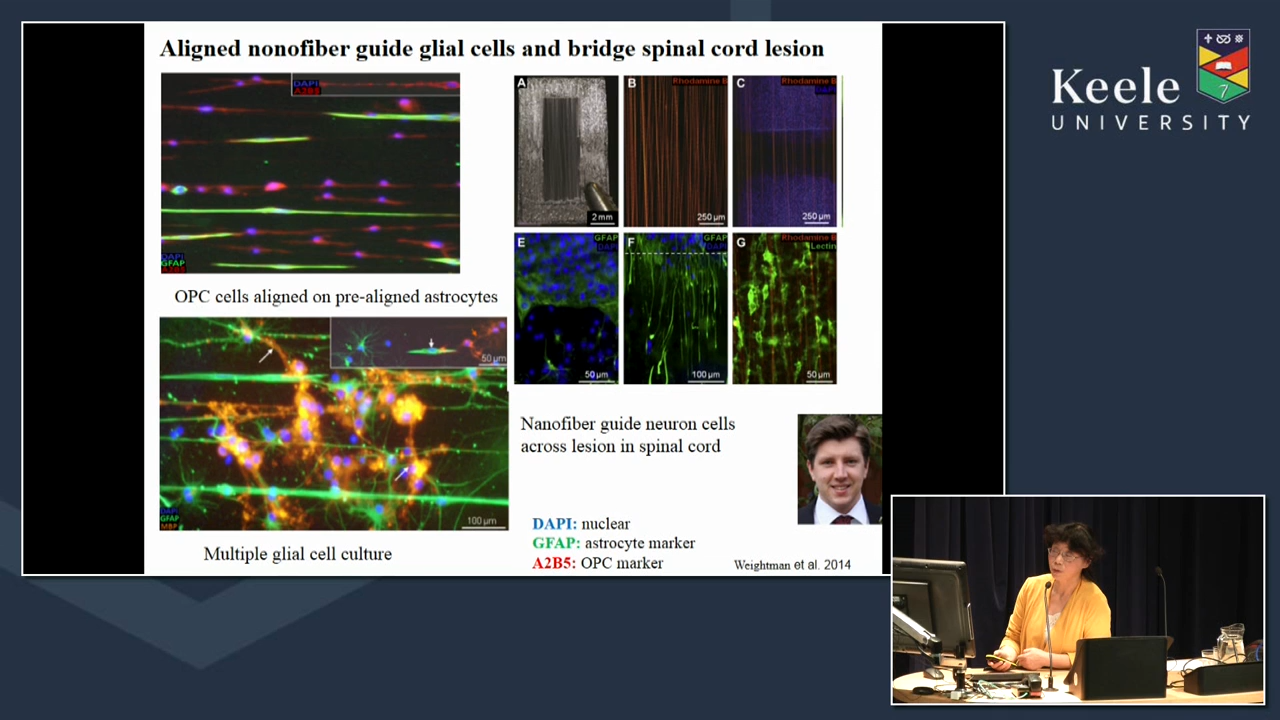 Aligned nonofiber guide glial cells and bridge spinal cord lesion
DAPI
A2B5
DAPI
GFAP
A2B5
OPC cells aligned on pre-aligned astrocytes
50 µm
DAPI
GFAP
MBP
100 µm
Multiple glial cell culture
A
2 mm
B
Rhodamine B
250 µm
C
Rhodamine B
DAPI
250 µm
E
GFAP
DAPI
50 µm
F
GFAP
DAPI
100 µm
G
Rhodamine B
Lectin
50 µm
Nanofiber guide neuron cells
across lesion in spinal cord
DAPI: nuclear
GFAP: astrocyte marker
A2B5: OPC marker
Weightman et al. 2014
Keele
UNIVERSITY